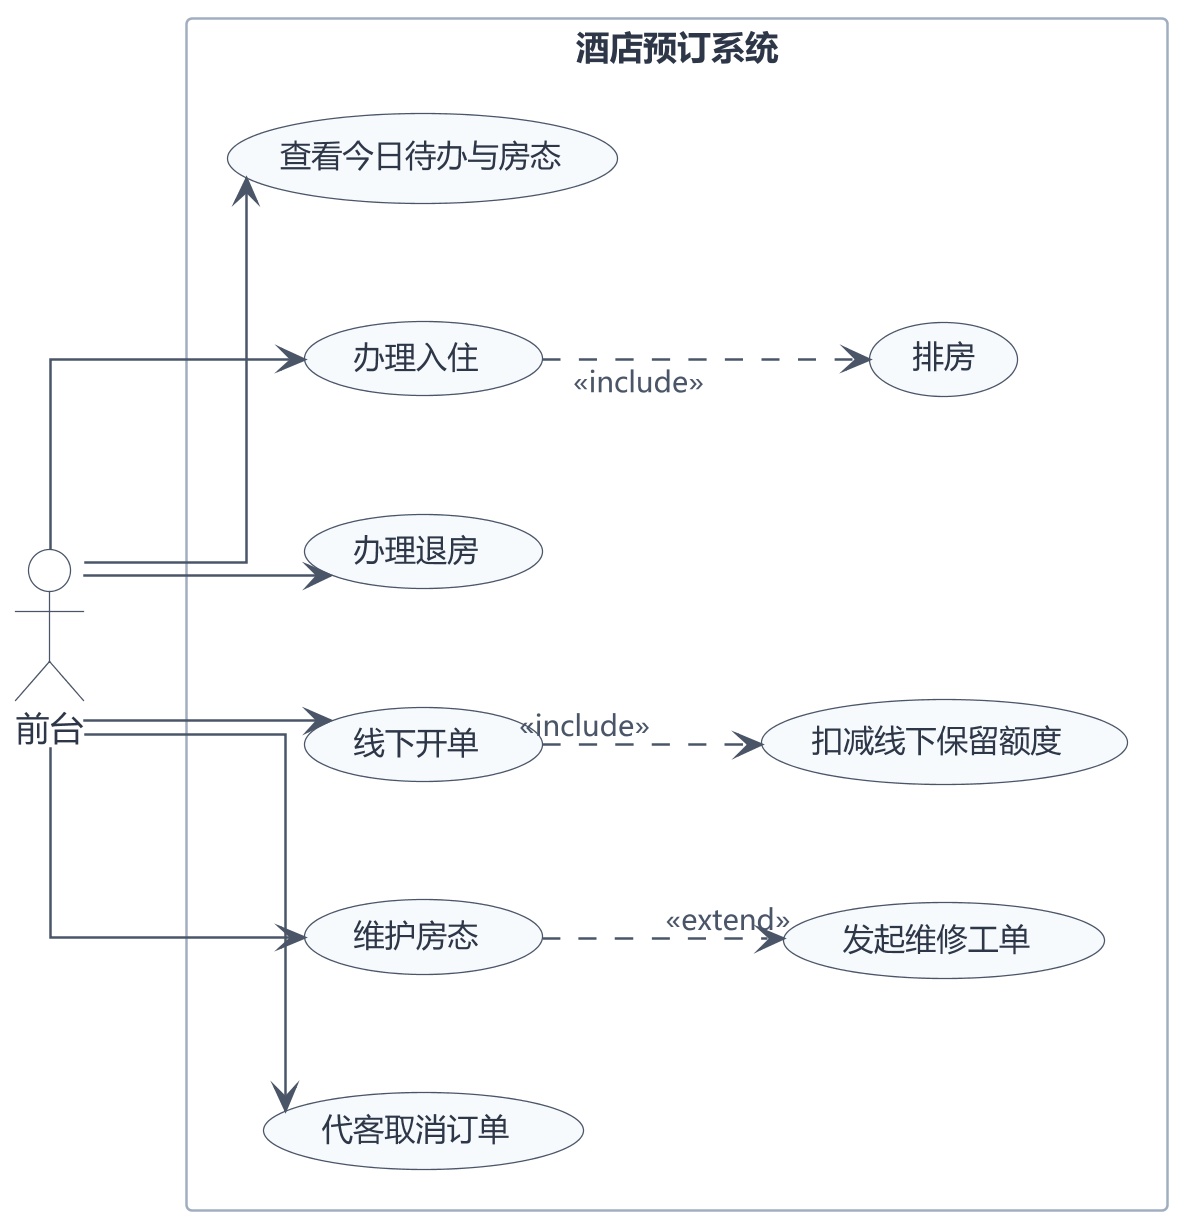 酒店预订系统
查看今日待办与房态
办理入住
«include»
排房
办理退房
前台
线下开单
«include»
扣减线下保留额度
维护房态
«extend»
发起维修工单
代客取消订单